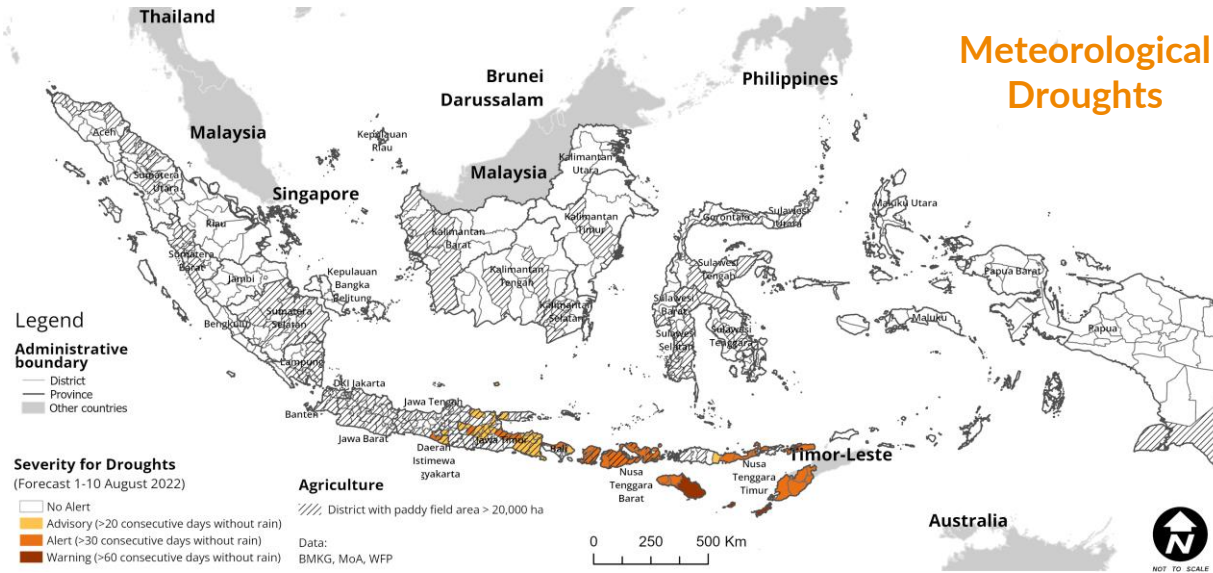 Meteorological
Droughts
Thailand
Brunei
Darussalam
Philippines
Malaysia
Malaysia
Singapore
Aceh
Sumatera
Utara
Riau
Kepulauan
Riau
Sumatera
Barat
Jambi
Kepulauan
Bangka
Belitung
Bengkulu
Sumatera
Selatan
Lampung
Kalimantan
Utara
Kalimantan
Barat
Kalimantan
Timur
Kalimantan
Tengah
Kalimantan
Selatan
Gorontalo
Sulawesi
Utara
Sulawesi
Tengah
Sulawesi
Barat
Sulawesi
Selatan
Sulawesi
Tenggara
Maluku Utara
Maluku
Papua Barat
Papua
DKI Jakarta
Banten
Jawa Barat
Jawa Tengah
Daerah
Istimewa
gyakarta
Jawa Timur
Bali
Nusa
Tenggara
Barat
Nusa
Tenggara
Timur
Timor-Leste
Australia
Legend
Administrative
boundary
District
Province
Other countries
Severity for Droughts
(Forecast 1-10 August 2022)
No Alert
Advisory (>20 consecutive days without rain)
Alert (>30 consecutive days without rain)
Warning (>60 consecutive days without rain)
Agriculture
District with paddy field area > 20,000 ha
Data:
BMKG, MoA, WFP
0 250 500 Km
N
NOT TO SCALE